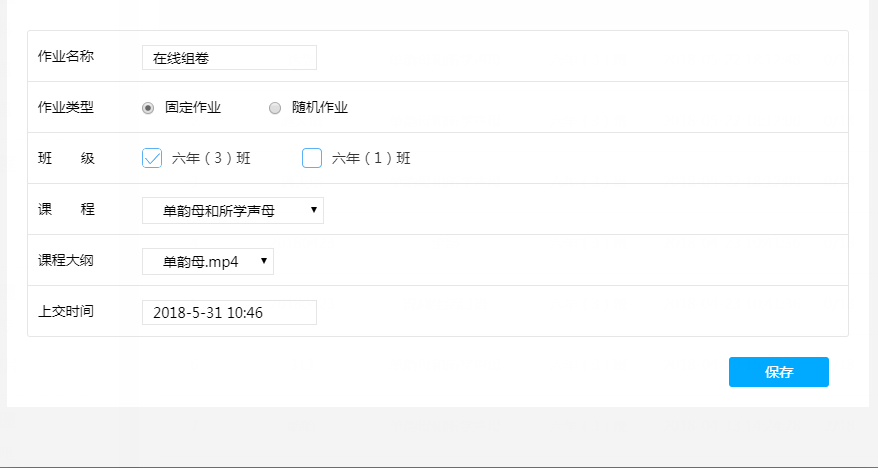 作业名称 在线组卷
作业类型 固定作业 随机作业
班 级 六年（3）班 六年（1）班
课 程 单韵母和所学声母
课程大纲 单韵母.mp4
上交时间 2018-5-31 10:46
保存